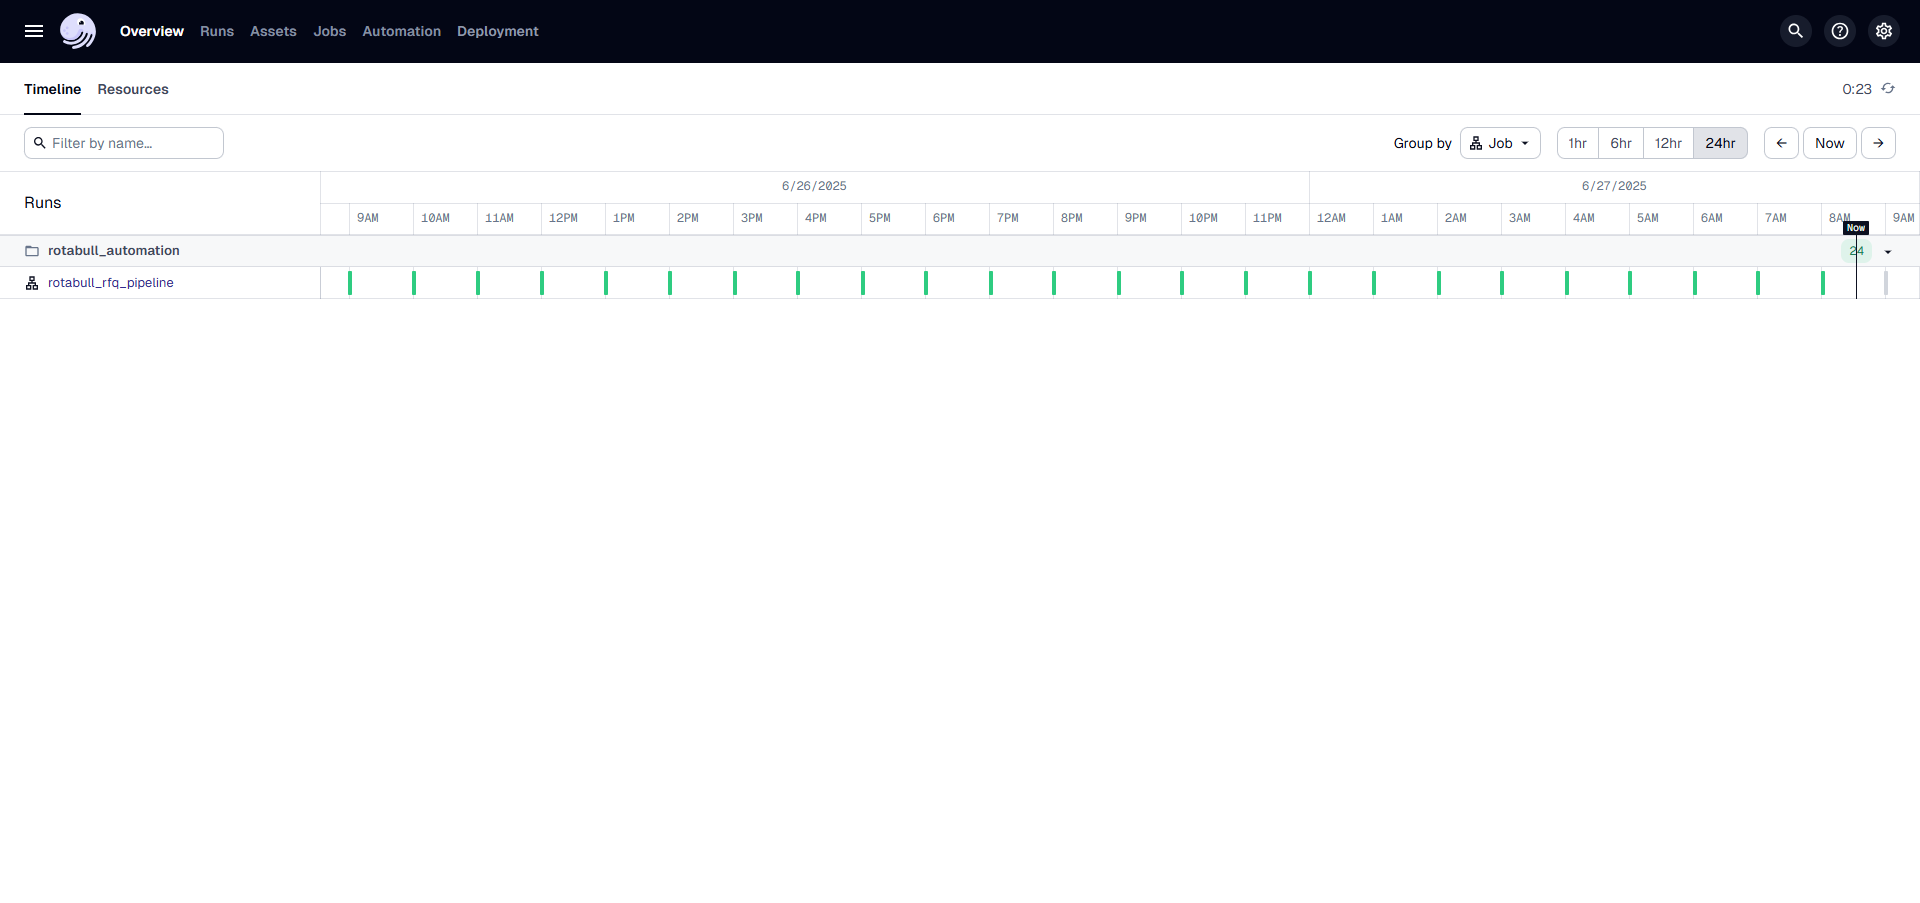 Overview Runs Assets Jobs Automation Deployment
Timeline Resources 0:23
Filter by name… Group by Job 1hr 6hr 12hr 24hr Now
Runs 6/26/2025 6/27/2025
9AM 10AM 11AM 12PM 1PM 2PM 3PM 4PM 5PM 6PM 7PM 8PM 9PM 10PM 11PM 12AM 1AM 2AM 3AM 4AM 5AM 6AM 7AM 8AM 9AM
Now
rotabull_automation 24
rotabull_rfq_pipeline